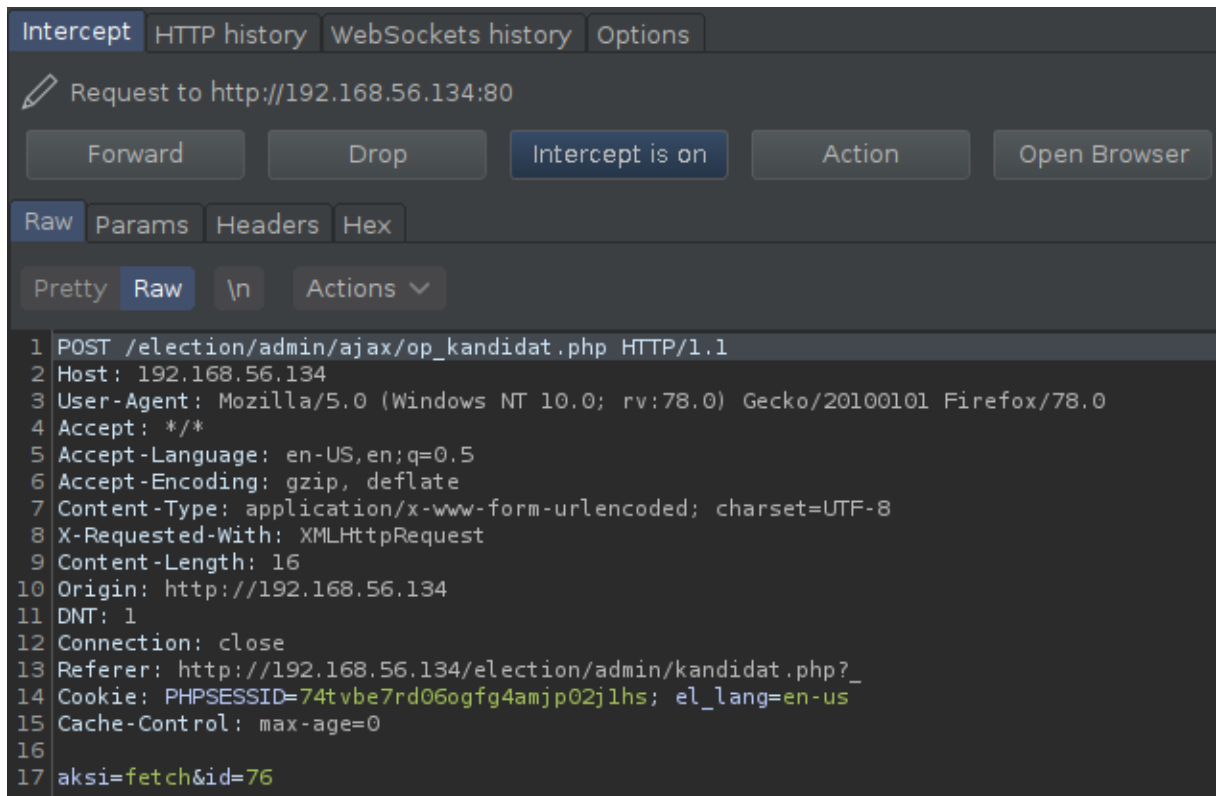 Intercept HTTP history WebSockets history Options
Request to http://192.168.56.134:80
Forward Drop Intercept is on Action Open Browser
Raw Params Headers Hex
Pretty Raw \n Actions
1 POST /election/admin/ajax/op_kandidat.php HTTP/1.1
2 Host: 192.168.56.134
3 User-Agent: Mozilla/5.0 (Windows NT 10.0; rv:78.0) Gecko/20100101 Firefox/78.0
4 Accept: */*
5 Accept-Language: en-US,en;q=0.5
6 Accept-Encoding: gzip, deflate
7 Content-Type: application/x-www-form-urlencoded; charset=UTF-8
8 X-Requested-With: XMLHttpRequest
9 Content-Length: 16
10 Origin: http://192.168.56.134
11 DNT: 1
12 Connection: close
13 Referer: http://192.168.56.134/election/admin/kandidat.php?_
14 Cookie: PHPSESSID=74tvbe7rd06ogfg4amjp02j1hs; el_lang=en-us
15 Cache-Control: max-age=0
16
17 aksi=fetch&id=76